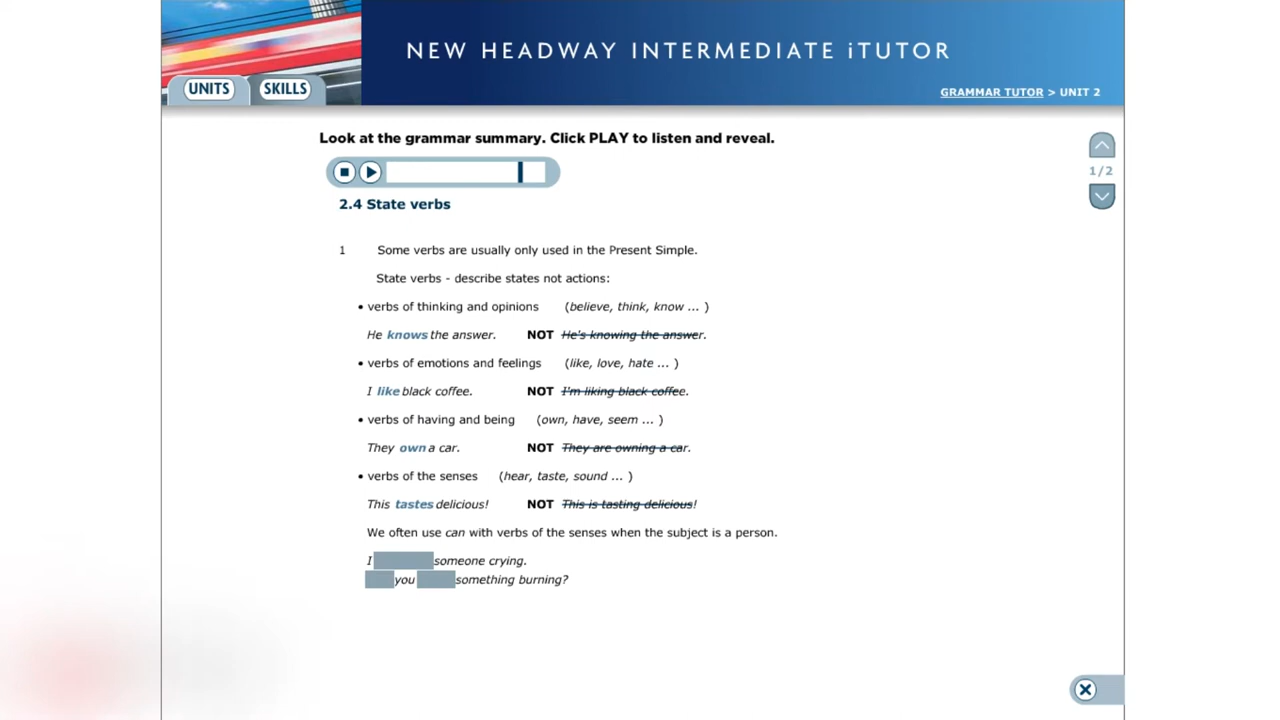 NEW HEADWAY INTERMEDIATE iTUTOR
UNITS SKILLS
GRAMMAR TUTOR > UNIT 2
Look at the grammar summary. Click PLAY to listen and reveal.
1/2
2.4 State verbs
1 Some verbs are usually only used in the Present Simple.
State verbs - describe states not actions:
• verbs of thinking and opinions (believe, think, know ... )
He knows the answer. NOT He's knowing the answer.
• verbs of emotions and feelings (like, love, hate ... )
I like black coffee. NOT I'm liking black coffee.
• verbs of having and being (own, have, seem ... )
They own a car. NOT They are owning a car.
• verbs of the senses (hear, taste, sound ... )
This tastes delicious! NOT This is tasting delicious!
We often use can with verbs of the senses when the subject is a person.
I someone crying.
you something burning?